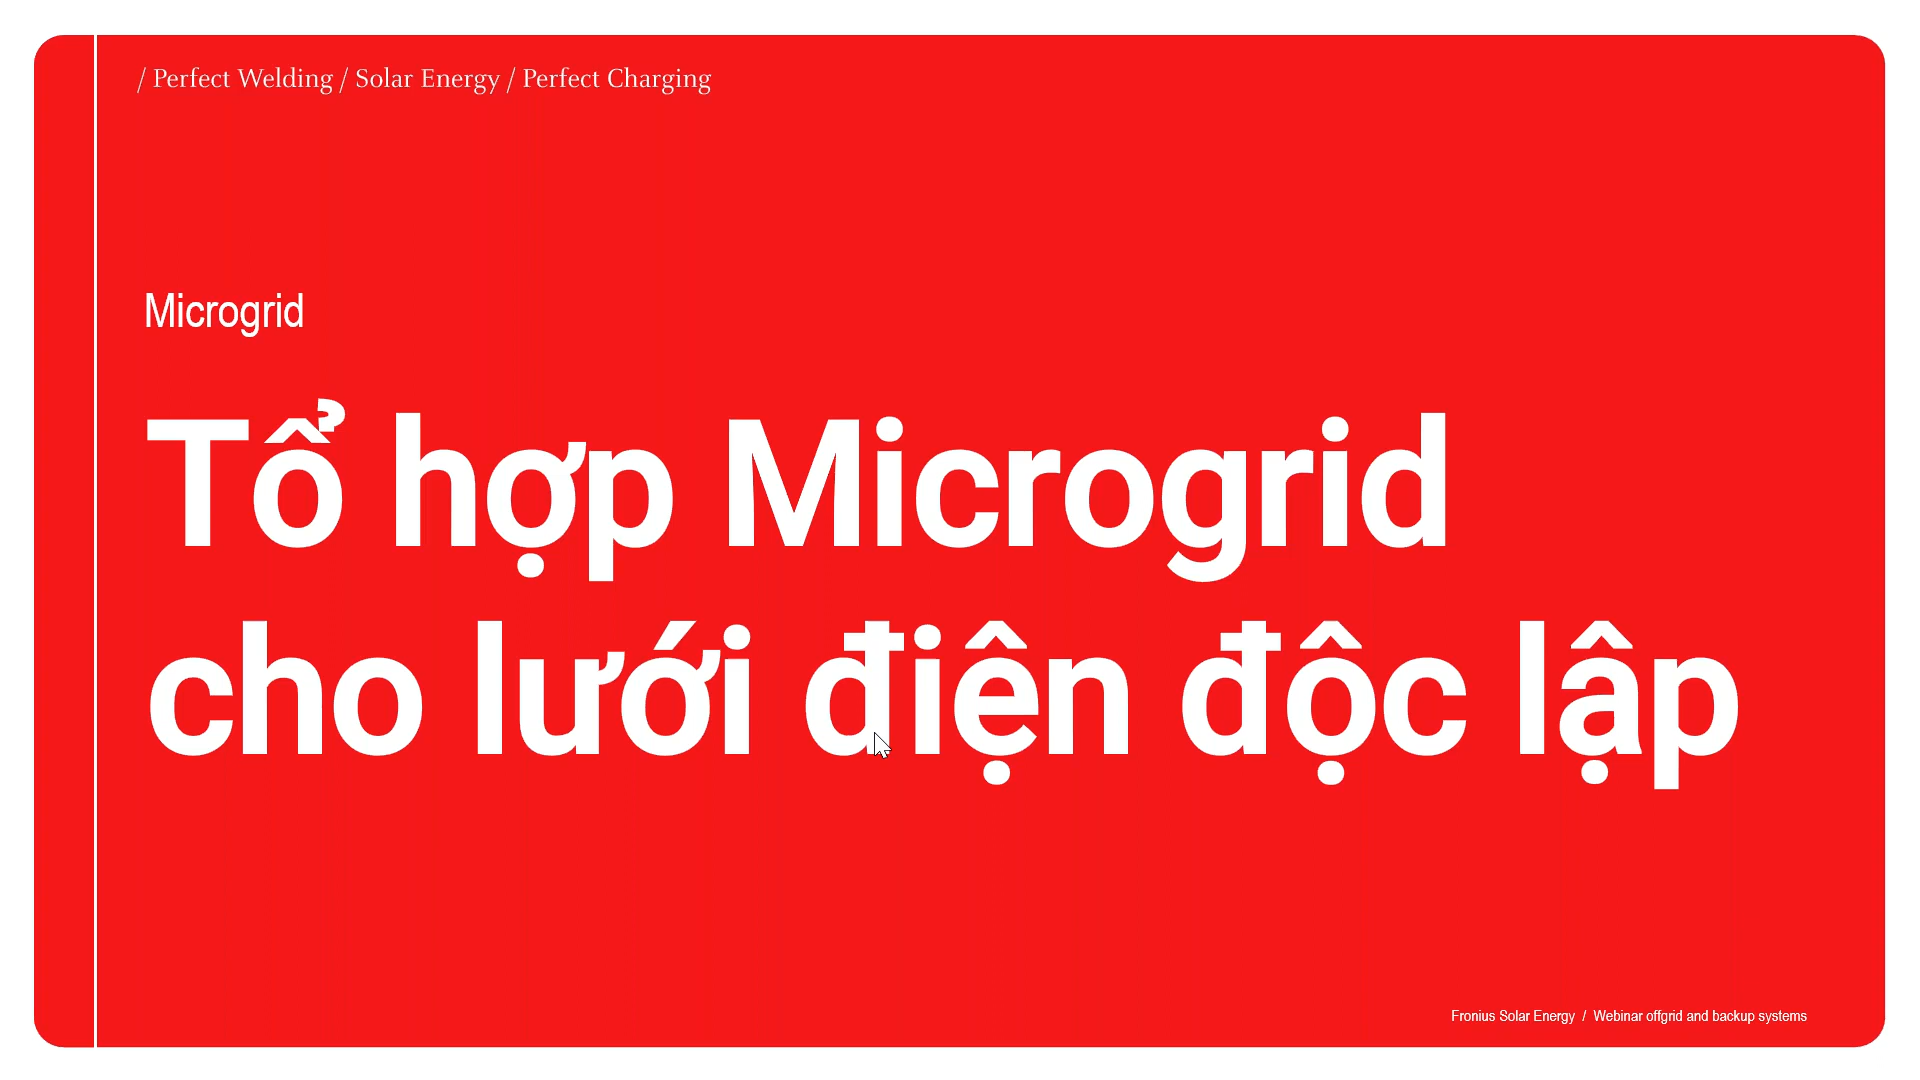 / Perfect Welding / Solar Energy / Perfect Charging
Microgrid
Tổ hợp Microgrid
cho lưới điện độc lập
Fronius Solar Energy / Webinar offgrid and backup systems